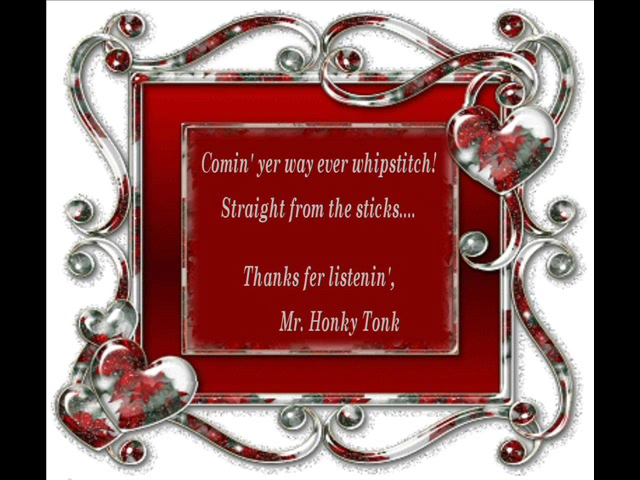 Comin' yer way ever whipstitch!
Straight from the sticks....
Thanks fer listenin',
Mr. Honky Tonk